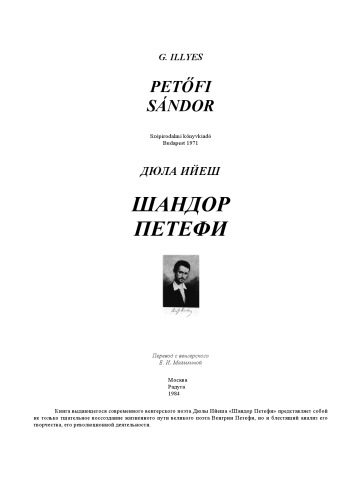 G. ILLYES
PETŐFI
SÁNDOR
Szépirodalmi könyvkiadó
Budapest 1971
ДЮЛА ИЙЕШ
ШАНДОР
ПЕТЕФИ
Перевод с венгерского
Е. И. Малыхиной
Москва
Радуга
1984
Книга выдающегося современного венгерского поэта Дюлы Ийеша «Шандор Петефи» представляет собой
не только тщательное воссоздание жизненного пути великого поэта Венгрии Петефи, но и блестящий анализ его
творчества, его революционной деятельности.